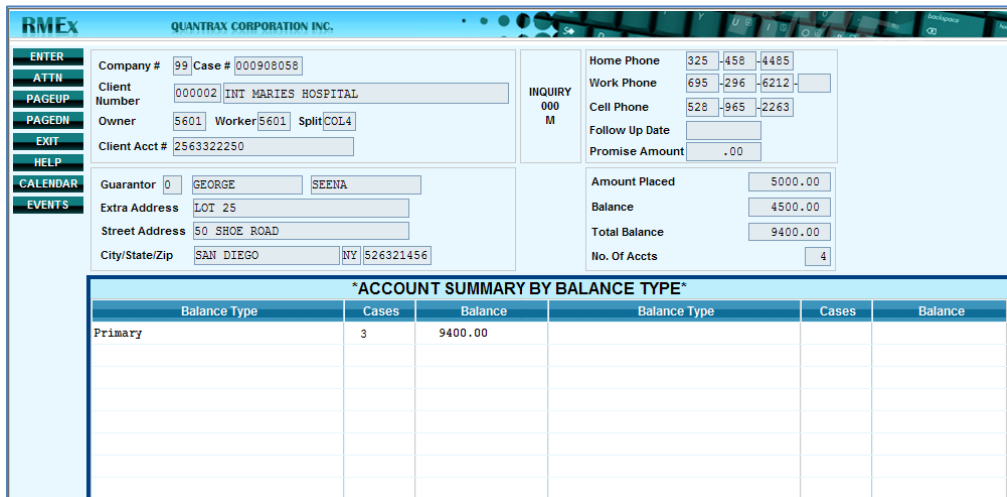 RMEx QUANTRAX CORPORATION INC.
ENTER
ATTN
PAGEUP
PAGEDN
EXIT
HELP
CALENDAR
EVENTS
Company # 99 Case # 000908058
Client Number 000002 INT MARIES HOSPITAL
Owner 5601 Worker 5601 Split COL4
Client Acct # 2563322250
INQUIRY
000
M
Home Phone 325 -458 -4485
Work Phone 695 -296 -6212 -
Cell Phone 528 -965 -2263
Follow Up Date
Promise Amount .00
Guarantor 0 GEORGE SEENA
Extra Address LOT 25
Street Address 50 SHOE ROAD
City/State/Zip SAN DIEGO NY 526321456
Amount Placed 5000.00
Balance 4500.00
Total Balance 9400.00
No. Of Accts 4
*ACCOUNT SUMMARY BY BALANCE TYPE*
Balance Type Cases Balance Balance Type Cases Balance
Primary 3 9400.00